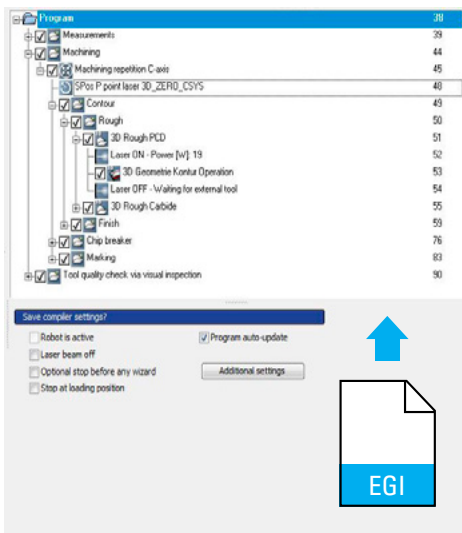 Program 38
Measurements 39
Machining 44
Machining repetition C-axis 45
SPos P point laser 3D_ZERO_CSYS 48
Contour 49
Rough 50
3D Rough PCD 51
Laser ON - Power [W]: 19 52
3D Geometrie Kontur Operation 53
Laser OFF - Waiting for external tool 54
3D Rough Carbide 55
Finish 59
Chip breaker 76
Marking 83
Tool quality check via visual inspection 90
Save compiler settings?
Robot is active Program auto-update
Laser beam off
Optional stop before any wizard Additional settings
Stop at loading position
EGI